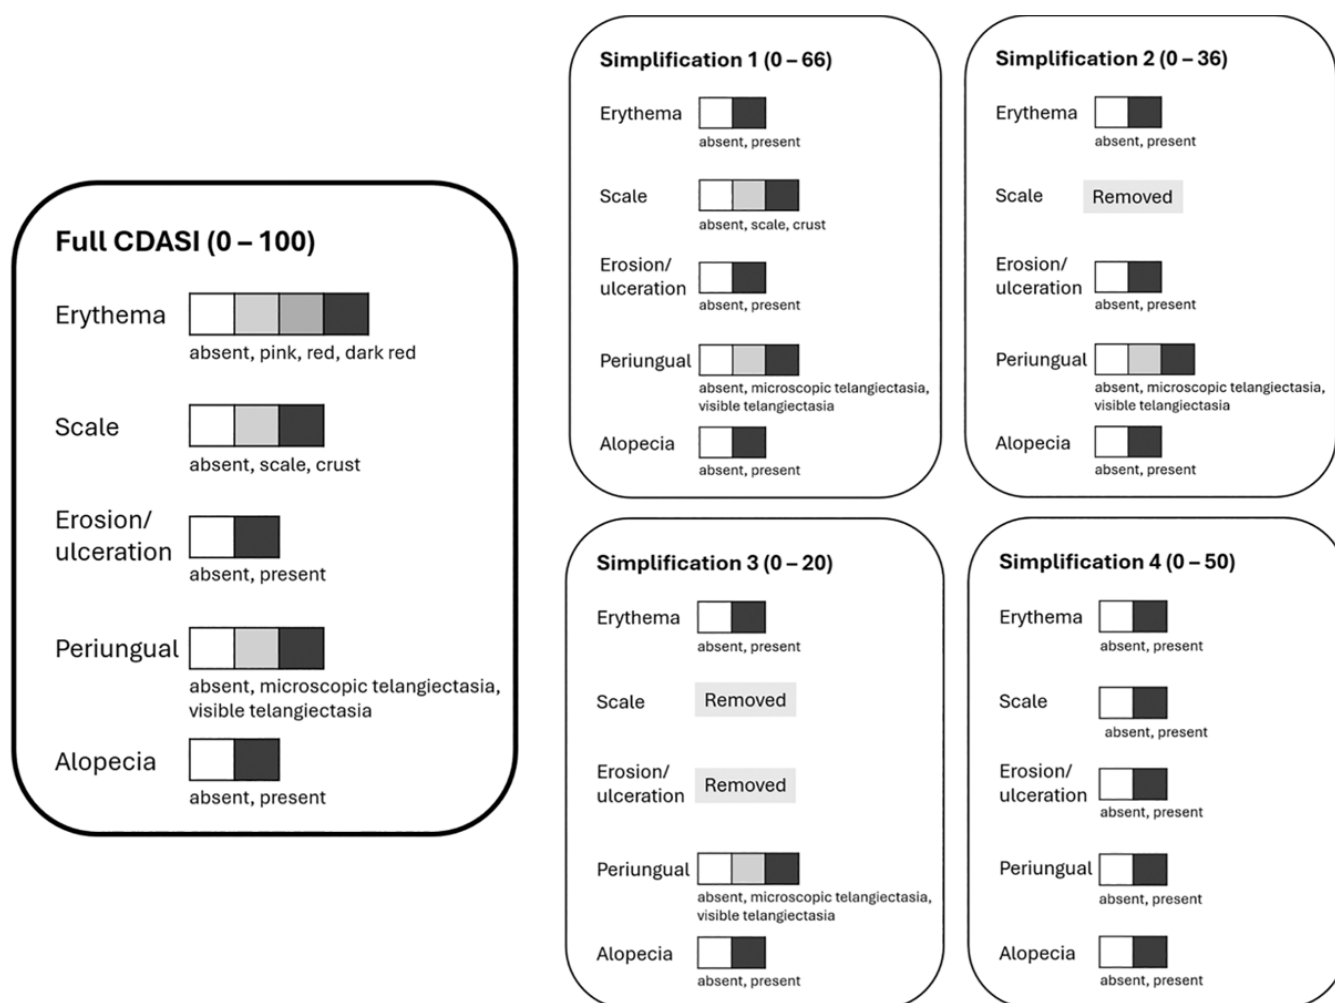 Full CDASI (0 – 100)
Erythema
absent, pink, red, dark red
Scale
absent, scale, crust
Erosion/
ulceration
absent, present
Periungual
absent, microscopic telangiectasia,
visible telangiectasia
Alopecia
absent, present
Simplification 1 (0 – 66)
Erythema
absent, present
Scale
absent, scale, crust
Erosion/
ulceration
absent, present
Periungual
absent, microscopic telangiectasia,
visible telangiectasia
Alopecia
absent, present
Simplification 2 (0 – 36)
Erythema
absent, present
Scale
Removed
Erosion/
ulceration
absent, present
Periungual
absent, microscopic telangiectasia,
visible telangiectasia
Alopecia
absent, present
Simplification 3 (0 – 20)
Erythema
absent, present
Scale
Removed
Erosion/
ulceration
Removed
Periungual
absent, microscopic telangiectasia,
visible telangiectasia
Alopecia
absent, present
Simplification 4 (0 – 50)
Erythema
absent, present
Scale
absent, present
Erosion/
ulceration
absent, present
Periungual
absent, present
Alopecia
absent, present